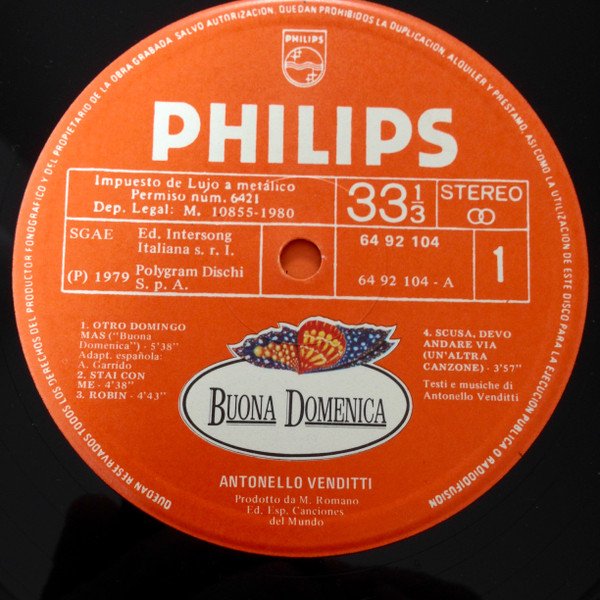 PHILIPS
PHILIPS
Impuesto de Lujo a metálico
Permiso núm. 6421
Dep. Legal: M. 10855-1980
33 1/3
STEREO
SGAE
Ed. Intersong
Italiana s. r. l.
(P) 1979 Polygram Dischi
S. p. A.
64 92 104
64 92 104 - A
1
1. OTRO DOMINGO
MAS ("Buona
Domenica") - 5'38"
Adapt. española:
A. Garrido
2. STAI CON
ME - 4'38"
3. ROBIN - 4'43"
4. SCUSA, DEVO
ANDARE VIA
(UN'ALTRA
CANZONE) - 3'57"
Testi e musiche di
Antonello Venditti
BUONA DOMENICA
ANTONELLO VENDITTI
Prodotto da M. Romano
Ed. Esp. Canciones
del Mundo
QUEDAN RESERVADOS TODOS LOS DERECHOS DEL PRODUCTOR FONOGRAFICO Y DEL PROPIETARIO DE LA OBRA GRABADA. SALVO AUTORIZACION, QUEDAN PROHIBIDOS LA DUPLICACION, ALQUILER Y PRESTAMO, ASI COMO LA UTILIZACION DE ESTE DISCO PARA LA EJECUCION PUBLICA O RADIODIFUSION